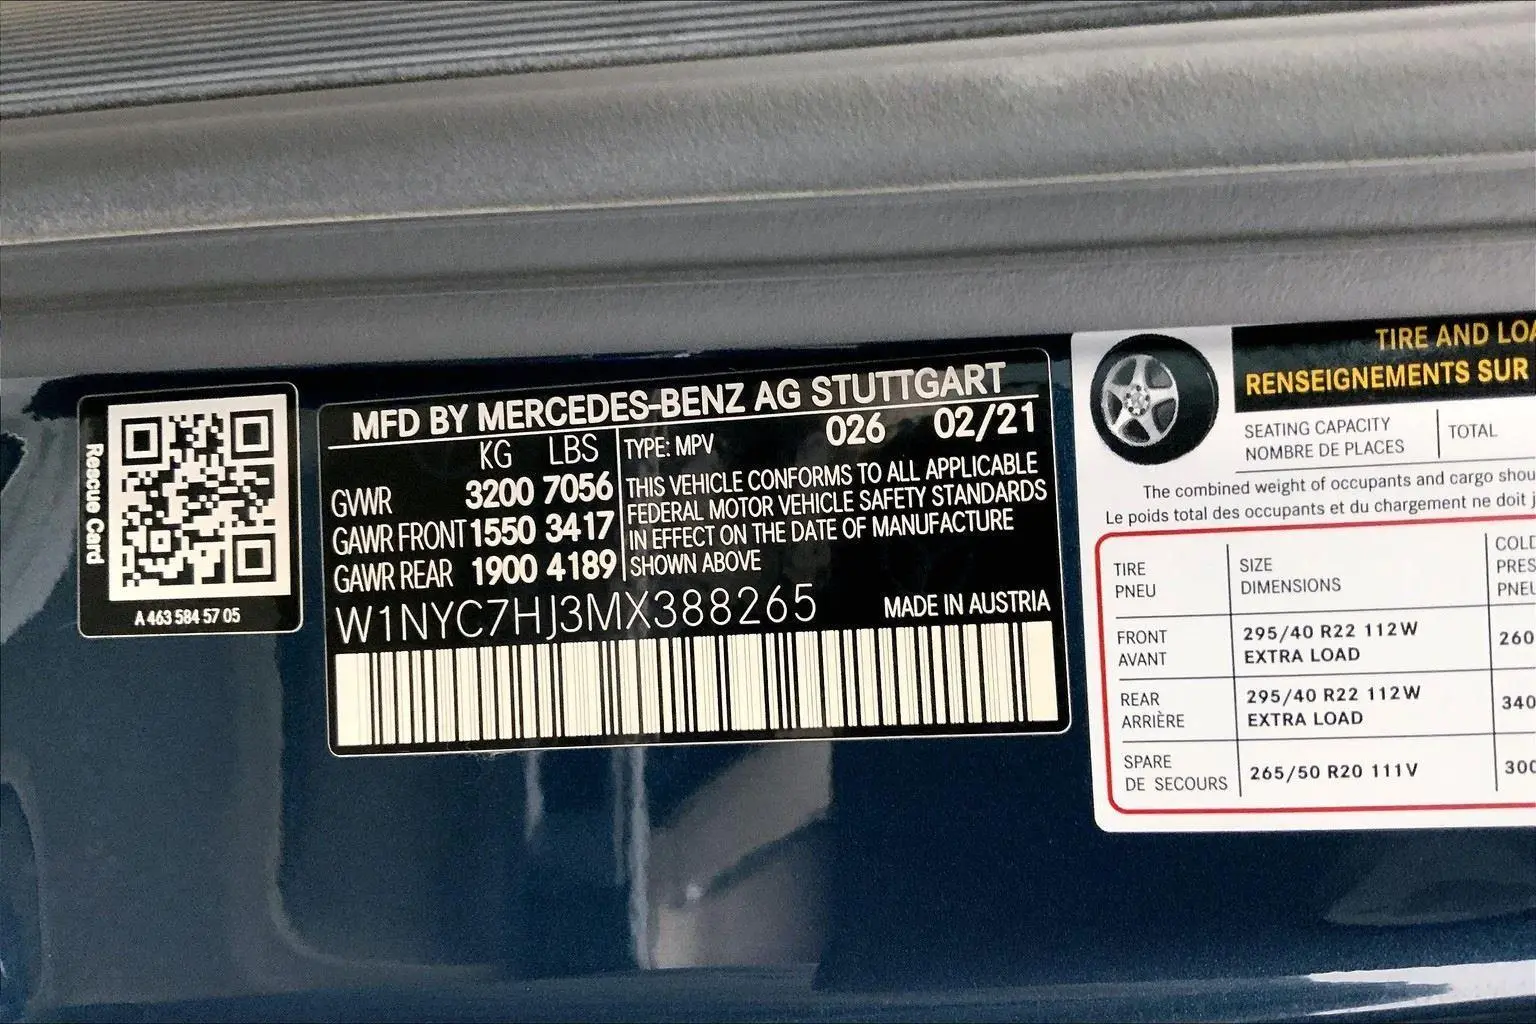 Rescue Card
A 463 584 57 05
MFD BY MERCEDES-BENZ AG STUTTGART
KG LBS
GVWR 3200 7056
GAWR FRONT 1550 3417
GAWR REAR 1900 4189
TYPE: MPV 026 02/21
THIS VEHICLE CONFORMS TO ALL APPLICABLE
FEDERAL MOTOR VEHICLE SAFETY STANDARDS
IN EFFECT ON THE DATE OF MANUFACTURE
SHOWN ABOVE
W1NYC7HJ3MX388265 MADE IN AUSTRIA
TIRE AND LOA
RENSEIGNEMENTS SUR
SEATING CAPACITY
NOMBRE DE PLACES
TOTAL
The combined weight of occupants and cargo shou
Le poids total des occupants et du chargement ne doit j
TIRE
PNEU
SIZE
DIMENSIONS
COLD
PRES
PNEU
FRONT
AVANT
295/40 R22 112W
EXTRA LOAD
260
REAR
ARRIÈRE
295/40 R22 112W
EXTRA LOAD
340
SPARE
DE SECOURS
265/50 R20 111V
300